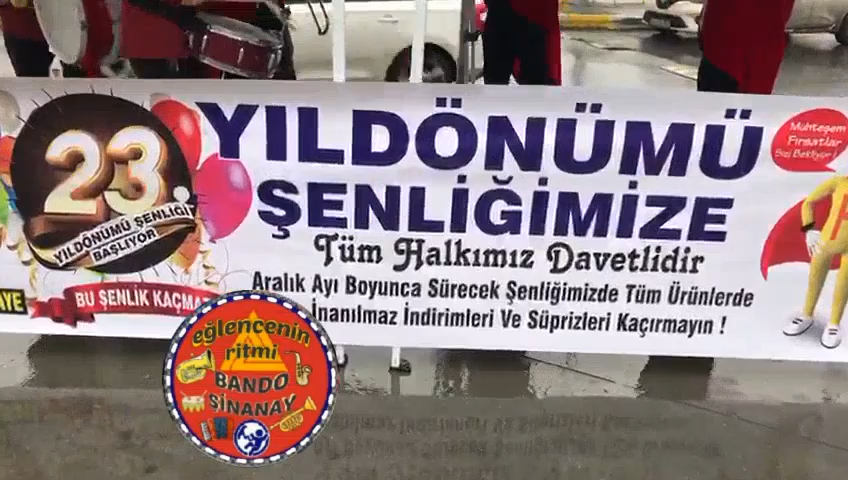 23.
YILDÖNÜMÜ ŞENLİĞİ
BAŞLIYOR
BU ŞENLİK KAÇMA
YILDÖNÜMÜ
ŞENLİĞİMİZE
Tüm Halkımız Davetlidir
Aralık Ayı Boyunca Sürecek Şenliğimizde Tüm Ürünlerde
İnanılmaz İndirimleri Ve Süprizleri Kaçırmayın !
Muhteşem
Fırsatlar
Sizi Bekliyor !
eğlencenin
ritmi
BANDO
ŞİNANAY